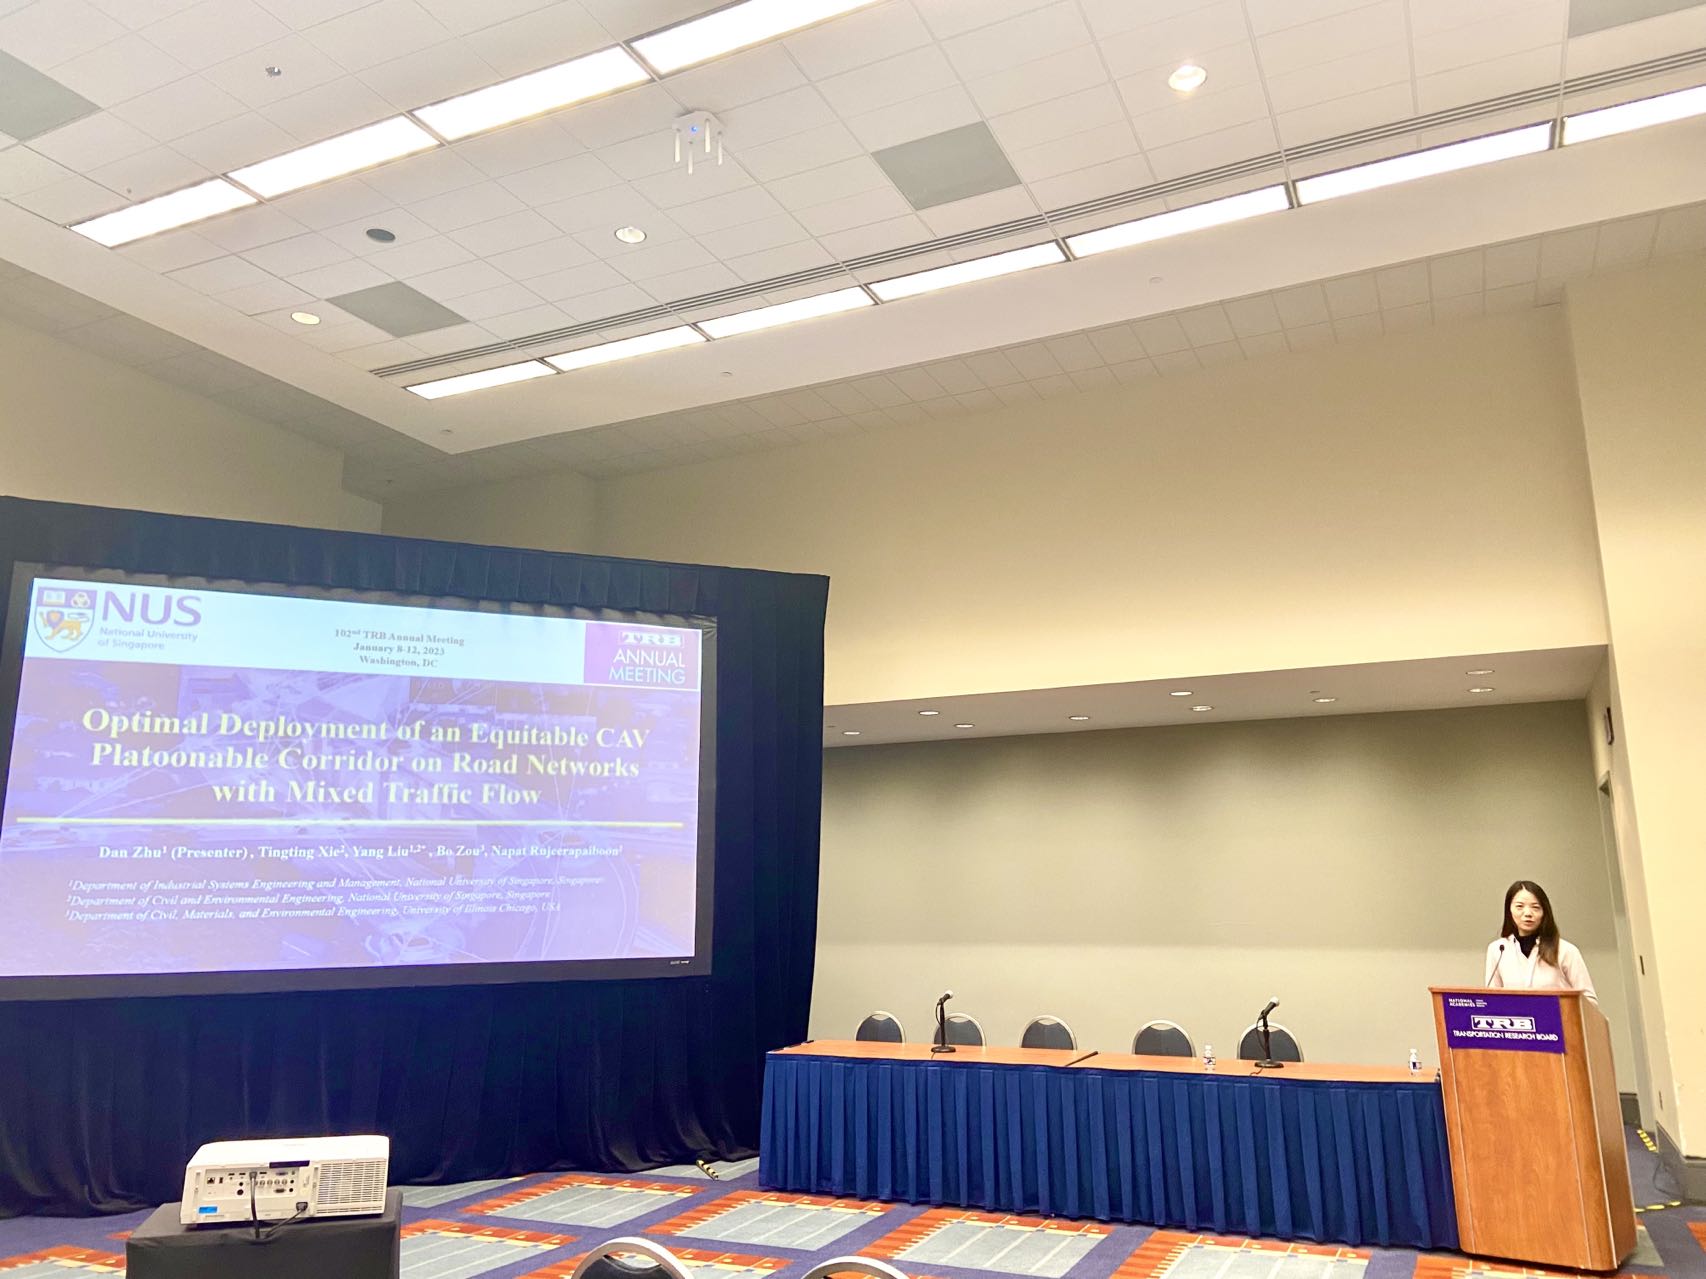 NUS
National University
of Singapore
102nd TRB Annual Meeting
January 8-12, 2023
Washington, DC
TRB
ANNUAL
MEETING
Optimal Deployment of an Equitable CAV
Platoonable Corridor on Road Networks
with Mixed Traffic Flow
Dan Zhu1 (Presenter), Tingting Xie2, Yang Liu1,2*, Bo Zou3, Napat Rujeerapaiboon1
1Department of Industrial Systems Engineering and Management, National University of Singapore, Singapore
2Department of Civil and Environmental Engineering, National University of Singapore, Singapore
3Department of Civil, Materials, and Environmental Engineering, University of Illinois Chicago, USA
NATIONAL
ACADEMIES
TRB
TRANSPORTATION RESEARCH BOARD